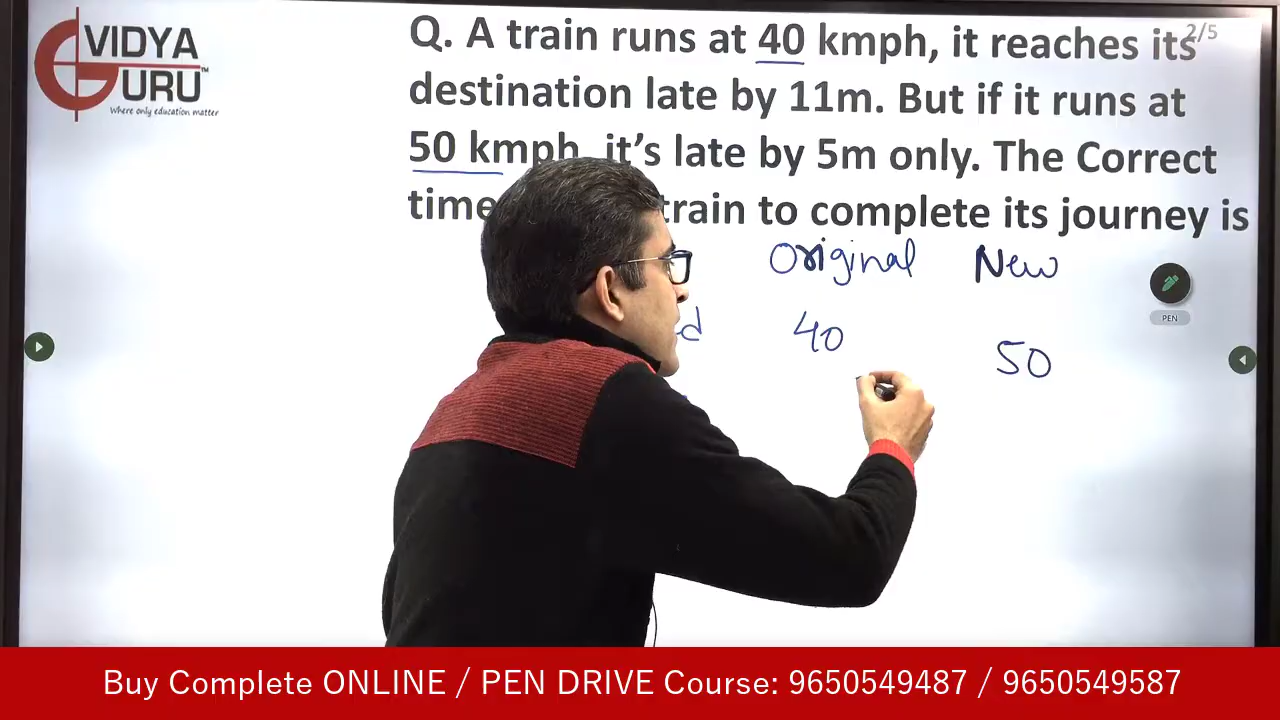 VIDYA
GURU™
Where only education matter
2/5
Q. A train runs at 40 kmph, it reaches its
destination late by 11m. But if it runs at
50 kmph, it's late by 5m only. The Correct
time train to complete its journey is
Original New
40 50
PEN
Buy Complete ONLINE / PEN DRIVE Course: 9650549487 / 9650549587